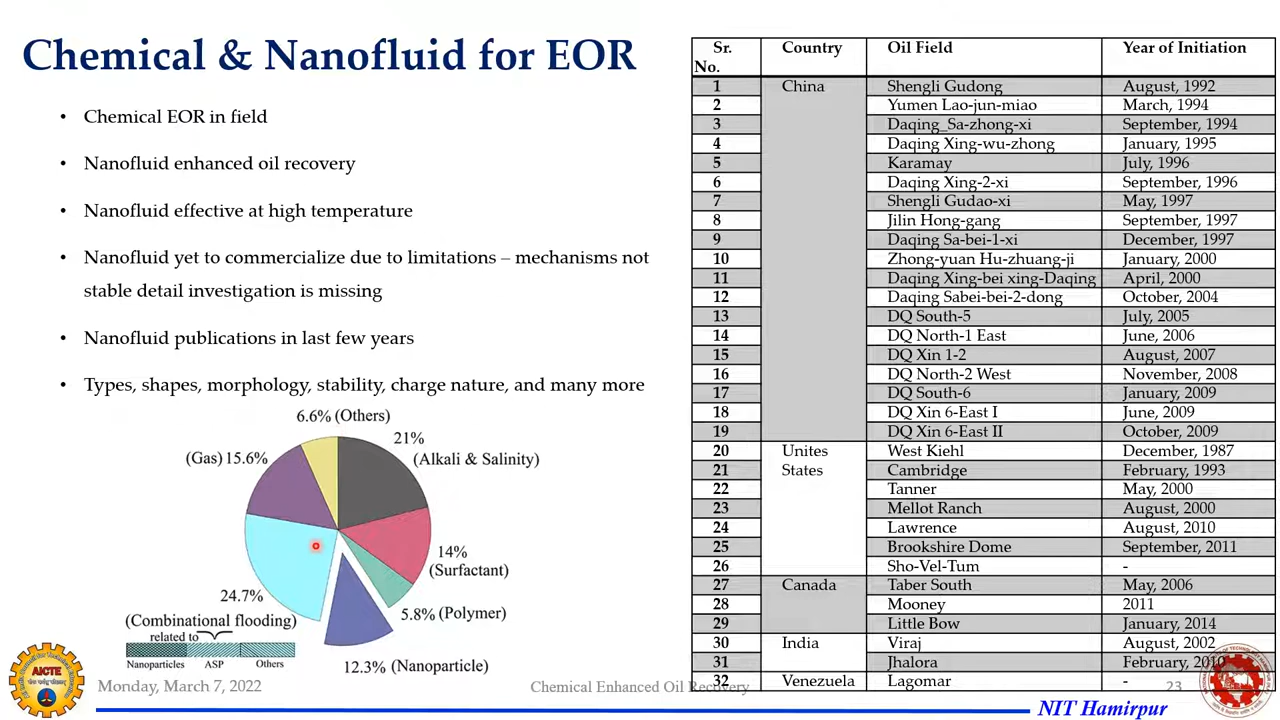 Chemical & Nanofluid for EOR
• Chemical EOR in field
• Nanofluid enhanced oil recovery
• Nanofluid effective at high temperature
• Nanofluid yet to commercialize due to limitations – mechanisms not
stable detail investigation is missing
• Nanofluid publications in last few years
• Types, shapes, morphology, stability, charge nature, and many more
6.6% (Others)
21%
(Alkali & Salinity)
(Gas) 15.6%
14%
(Surfactant)
24.7%
(Combinational flooding)
5.8% (Polymer)
related to
Nanoparticles ASP Others
12.3% (Nanoparticle)
Sr. No. Country Oil Field Year of Initiation
1 China Shengli Gudong August, 1992
2 Yumen Lao-jun-miao March, 1994
3 Daqing_Sa-zhong-xi September, 1994
4 Daqing Xing-wu-zhong January, 1995
5 Karamay July, 1996
6 Daqing Xing-2-xi September, 1996
7 Shengli Gudao-xi May, 1997
8 Jilin Hong-gang September, 1997
9 Daqing Sa-bei-1-xi December, 1997
10 Zhong-yuan Hu-zhuang-ji January, 2000
11 Daqing Xing-bei xing-Daqing April, 2000
12 Daqing Sabei-bei-2-dong October, 2004
13 DQ South-5 July, 2005
14 DQ North-1 East June, 2006
15 DQ Xin 1-2 August, 2007
16 DQ North-2 West November, 2008
17 DQ South-6 January, 2009
18 DQ Xin 6-East I June, 2009
19 DQ Xin 6-East II October, 2009
20 Unites West Kiehl December, 1987
21 States Cambridge February, 1993
22 Tanner May, 2000
23 Mellot Ranch August, 2000
24 Lawrence August, 2010
25 Brookshire Dome September, 2011
26 Sho-Vel-Tum -
27 Canada Taber South May, 2006
28 Mooney 2011
29 Little Bow January, 2014
30 India Viraj August, 2002
31 Jhalora February, 2010
32 Venezuela Lagomar -
AICTE
Monday, March 7, 2022 Chemical Enhanced Oil Recovery 23
NIT Hamirpur